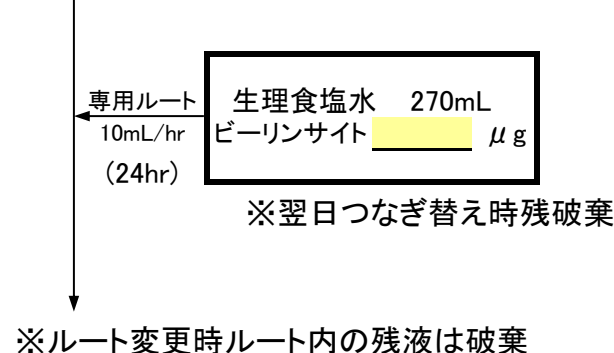 専用ルート
10mL/hr
(24hr)
生理食塩水 270mL
ビーリンサイト μg
※翌日つなぎ替え時残破棄
※ルート変更時ルート内の残液は破棄